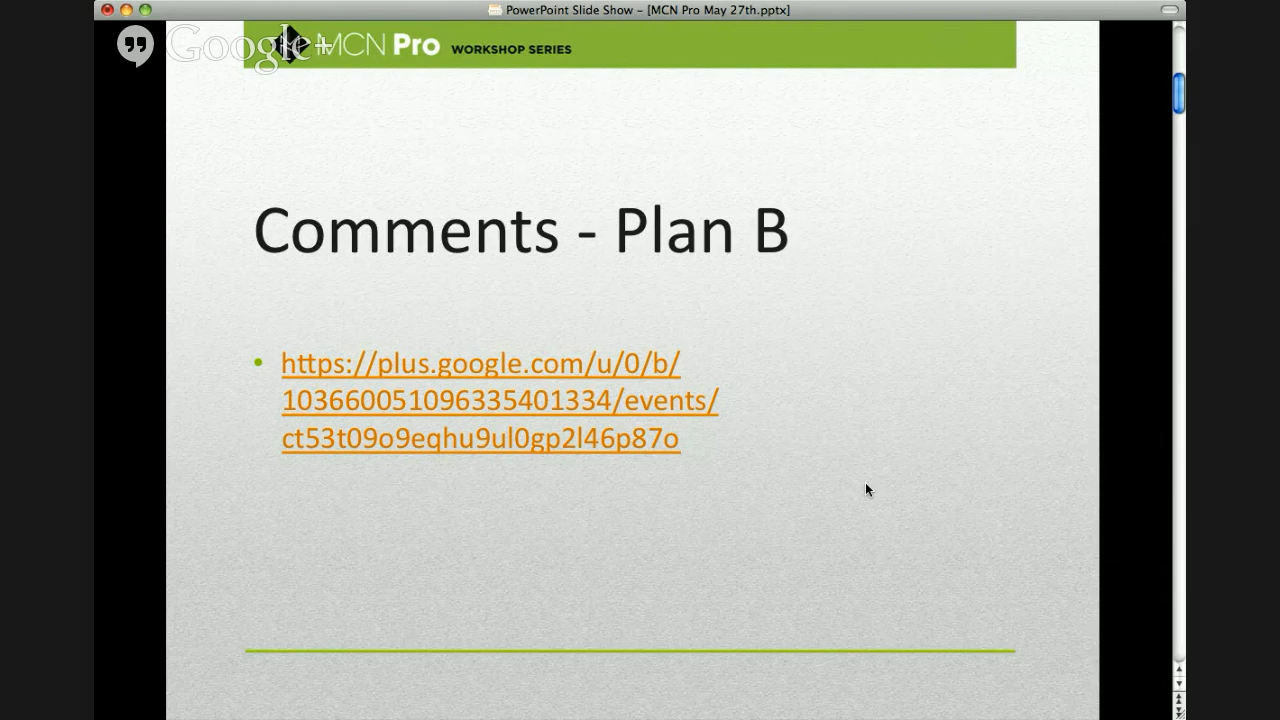 PowerPoint Slide Show - [MCN Pro May 27th.pptx]
Google+
MCN Pro WORKSHOP SERIES
Comments - Plan B
• https://plus.google.com/u/0/b/
103660051096335401334/events/
ct53t09o9eqhu9ul0gp2l46p87o